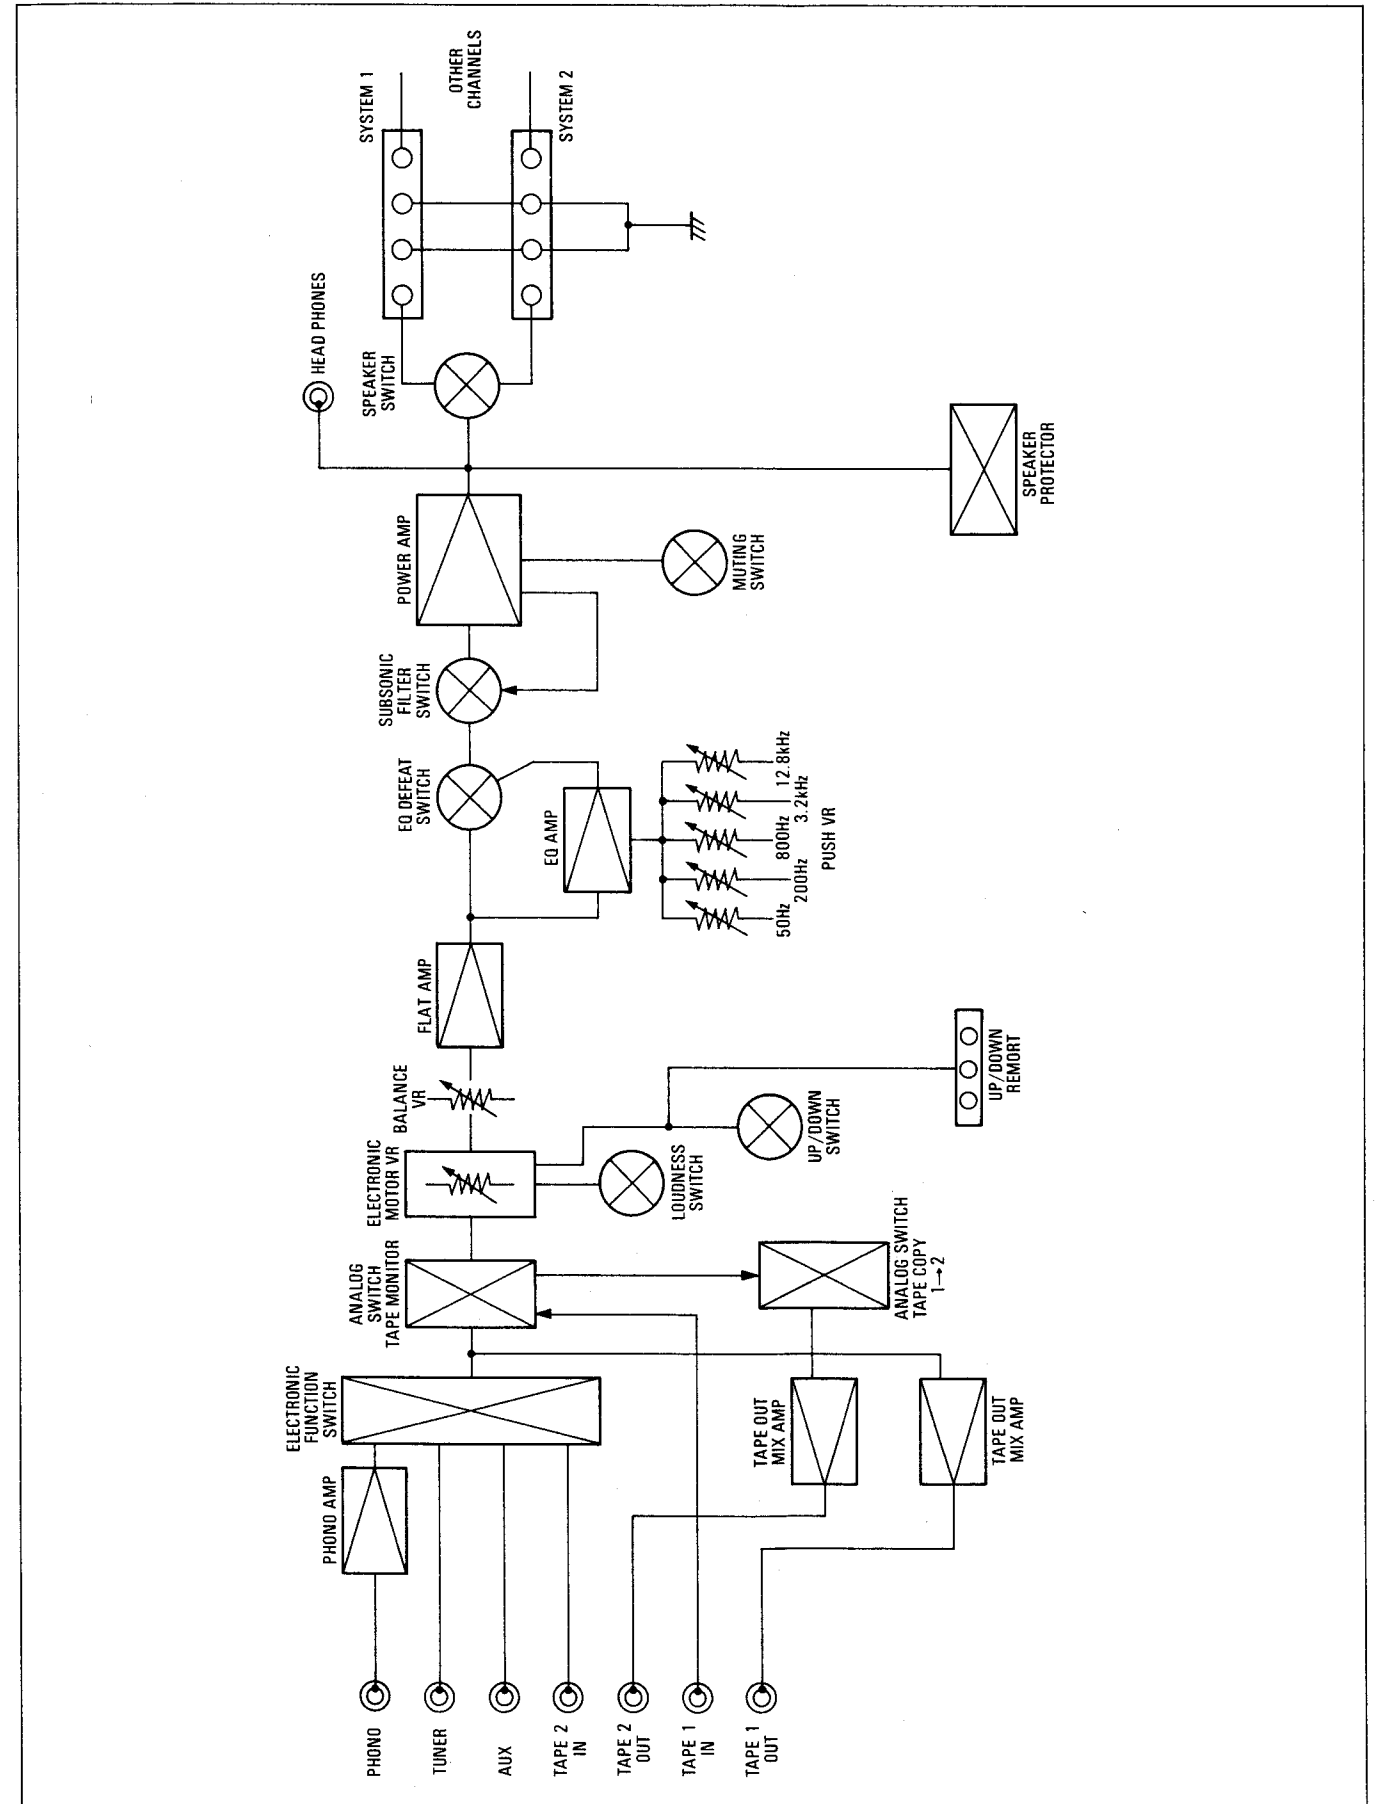 PHONO
TUNER
AUX
TAPE 2
IN
TAPE 2
OUT
TAPE 1
IN
TAPE 1
OUT
PHONO AMP
ELECTRONIC
FUNCTION
SWITCH
TAPE OUT
MIX AMP
TAPE OUT
MIX AMP
ANALOG
SWITCH
TAPE MONITOR
ANALOG SWITCH
TAPE COPY
1→2
ELECTRONIC
MOTOR VR
LOUDNESS
SWITCH
UP/DOWN
SWITCH
UP/DOWN
REMORT
BALANCE
VR
FLAT AMP
EQ AMP
50Hz
200Hz
800Hz
3.2kHz
12.8kHz
PUSH VR
EQ DEFEAT
SWITCH
SUBSONIC
FILTER
SWITCH
POWER AMP
MUTING
SWITCH
HEAD PHONES
SPEAKER
SWITCH
SPEAKER
PROTECTOR
SYSTEM 1
OTHER
CHANNELS
SYSTEM 2